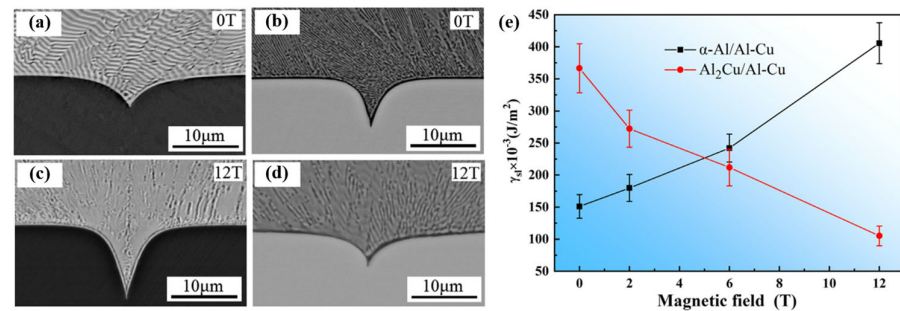 (a) 0T
10μm
(b) 0T
10μm
(c) 12T
10μm
(d) 12T
10μm
(e)
α-Al/Al-Cu
Al₂Cu/Al-Cu
γsl×10⁻³(J/m²)
450
400
350
300
250
200
150
100
50
0 2 4 6 8 10 12
Magnetic field (T)